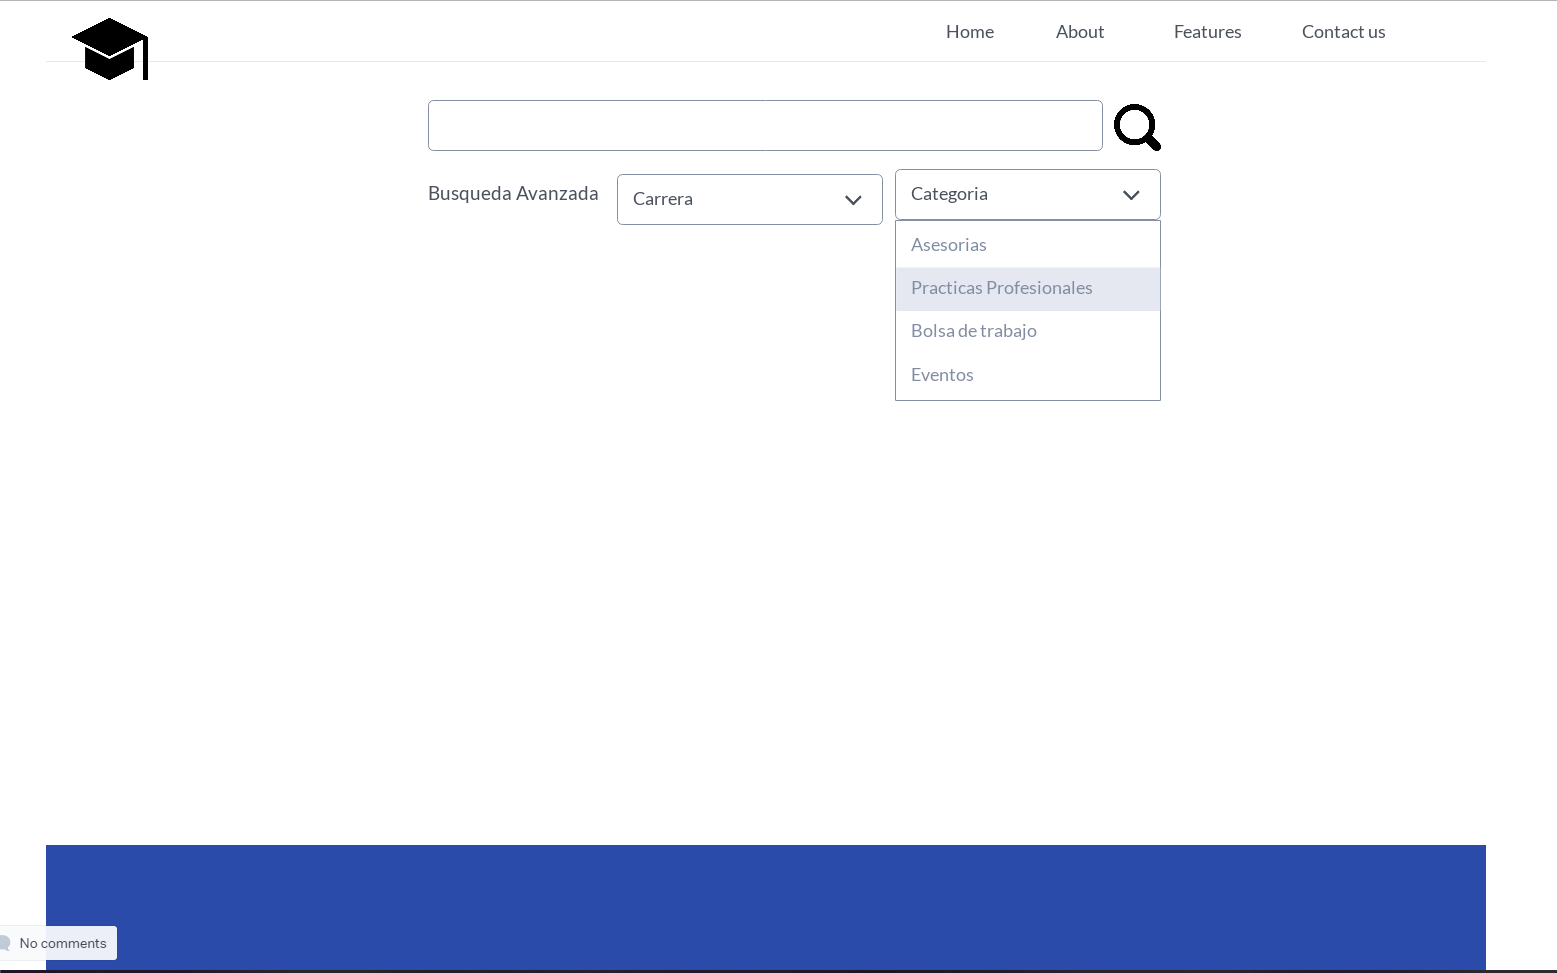 Home About Features Contact us
Busqueda Avanzada Carrera Categoria
Asesorias
Practicas Profesionales
Bolsa de trabajo
Eventos
No comments